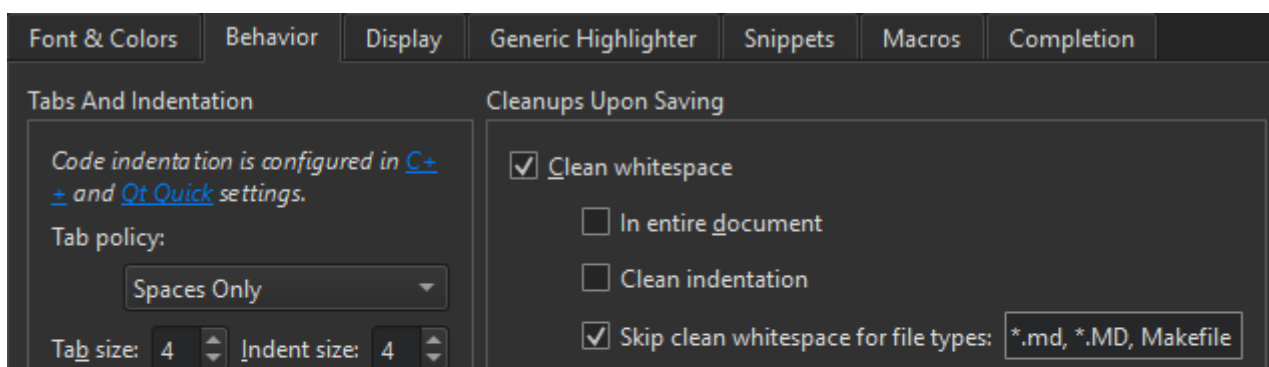 Font & Colors Behavior Display Generic Highlighter Snippets Macros Completion
Tabs And Indentation
Code indentation is configured in C+
+ and Qt Quick settings.
Tab policy:
Spaces Only
Tab size: 4 Indent size: 4
Cleanups Upon Saving
Clean whitespace
In entire document
Clean indentation
Skip clean whitespace for file types: *.md, *.MD, Makefile